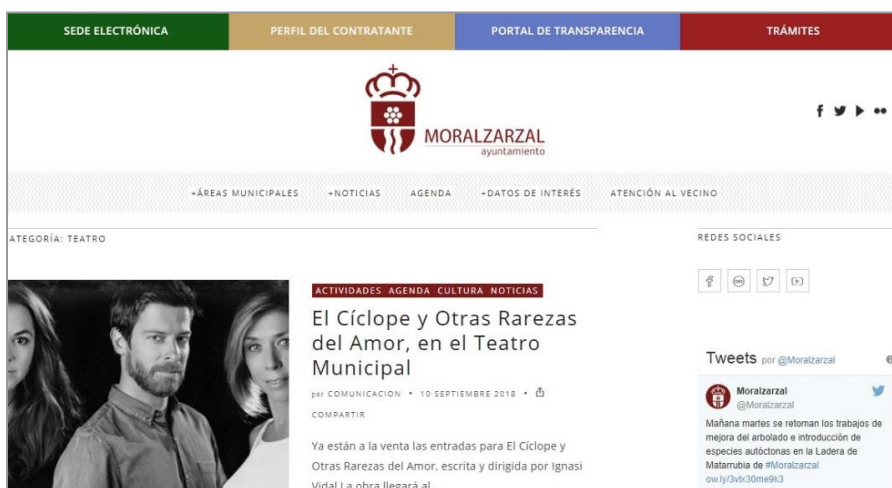 SEDE ELECTRÓNICA
PERFIL DEL CONTRATANTE
PORTAL DE TRANSPARENCIA
TRÁMITES
MORALZARZAL
ayuntamiento
+ÁREAS MUNICIPALES
+NOTICIAS
AGENDA
+DATOS DE INTERÉS
ATENCIÓN AL VECINO
ATEGORÍA: TEATRO
ACTIVIDADES AGENDA CULTURA NOTICIAS
El Cíclope y Otras Rarezas
del Amor, en el Teatro
Municipal
por COMUNICACION • 10 SEPTIEMBRE 2018 •
COMPARTIR
Ya están a la venta las entradas para El Cíclope y
Otras Rarezas del Amor, escrita y dirigida por Ignasi
Vidal La obra llegará al
REDES SOCIALES
Tweets por @Moralzarzal
Moralzarzal
@Moralzarzal
Mañana martes se retoman los trabajos de
mejora del arbolado e introducción de
especies autóctonas en la Ladera de
Matarrubia de #Moralzarzal
ow.ly/3vtx30me9k3